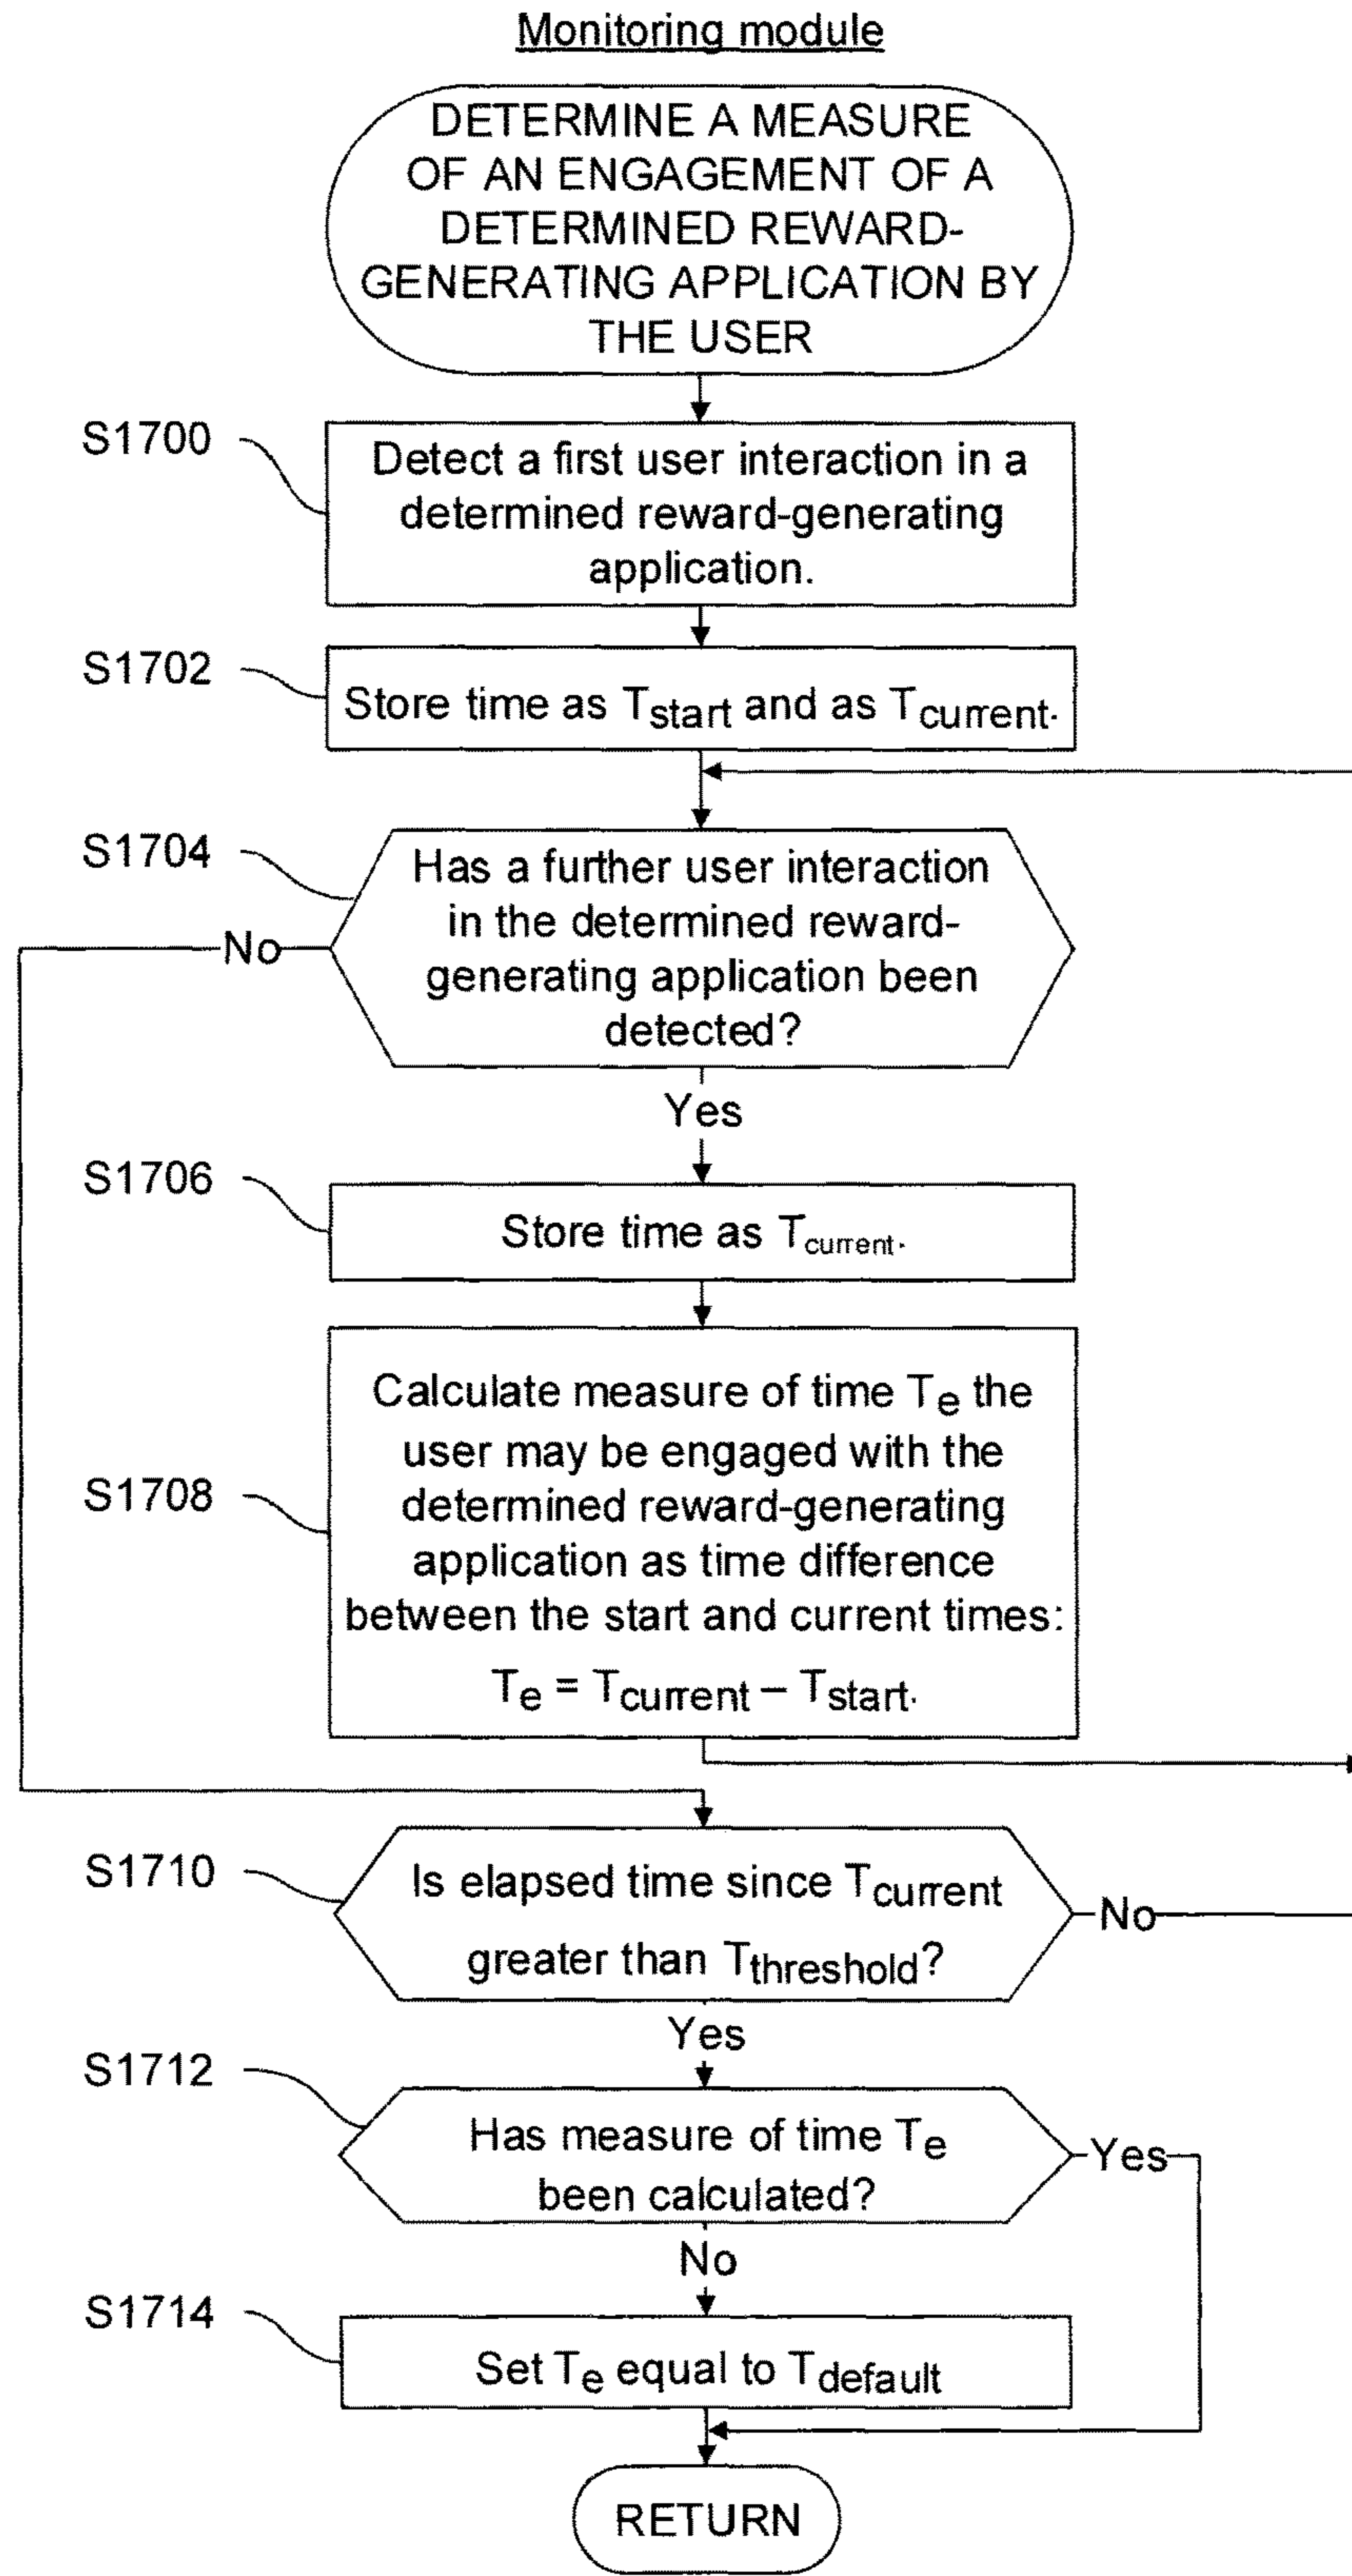 Monitoring module
DETERMINE A MEASURE
OF AN ENGAGEMENT OF A
DETERMINED REWARD-
GENERATING APPLICATION BY
THE USER
S1700
Detect a first user interaction in a
determined reward-generating
application.
S1702
Store time as Tstart and as Tcurrent.
S1704
Has a further user interaction
in the determined reward-
generating application been
detected?
No
Yes
S1706
Store time as Tcurrent.
S1708
Calculate measure of time Te the
user may be engaged with the
determined reward-generating
application as time difference
between the start and current times:
Te = Tcurrent – Tstart.
S1710
Is elapsed time since Tcurrent
greater than Tthreshold?
No
Yes
S1712
Has measure of time Te
been calculated?
Yes
No
S1714
Set Te equal to Tdefault
RETURN